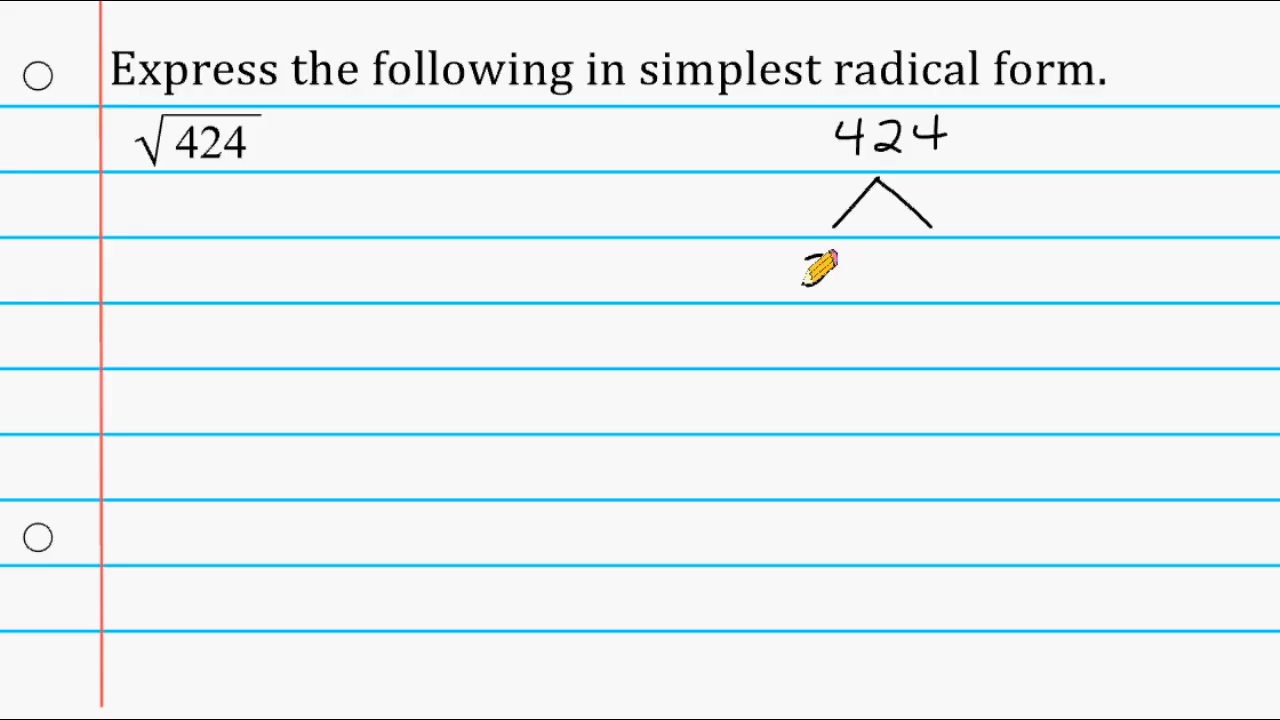 Express the following in simplest radical form.
√424
424